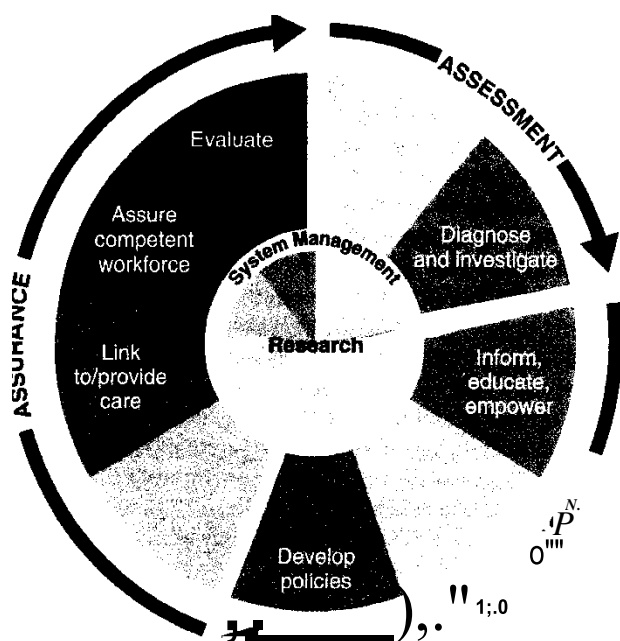 ASSESSMENT
Evaluate
Assure
competent
workforce
Diagnose
and investigate
System Management
Research
ASSURANCE
Link
to/provide
care
Inform,
educate,
empower
Develop
policies